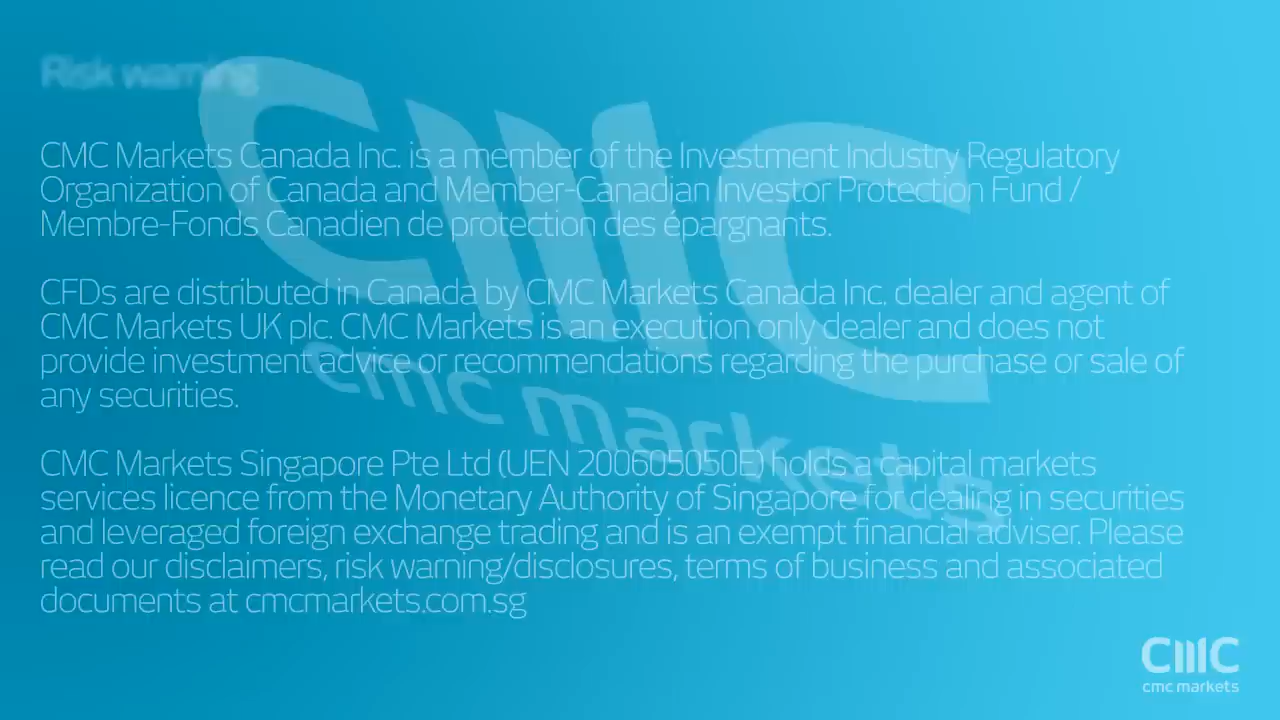 Risk warning
CMC Markets Canada Inc. is a member of the Investment Industry Regulatory
Organization of Canada and Member-Canadian Investor Protection Fund /
Membre-Fonds Canadien de protection des épargnants.
CFDs are distributed in Canada by CMC Markets Canada Inc. dealer and agent of
CMC Markets UK plc. CMC Markets is an execution only dealer and does not
provide investment advice or recommendations regarding the purchase or sale of
any securities.
CMC Markets Singapore Pte Ltd (UEN 200605050E) holds a capital markets
services licence from the Monetary Authority of Singapore for dealing in securities
and leveraged foreign exchange trading and is an exempt financial adviser. Please
read our disclaimers, risk warning/disclosures, terms of business and associated
documents at cmcmarkets.com.sg
CMC
cmc markets
CMC
cmc markets